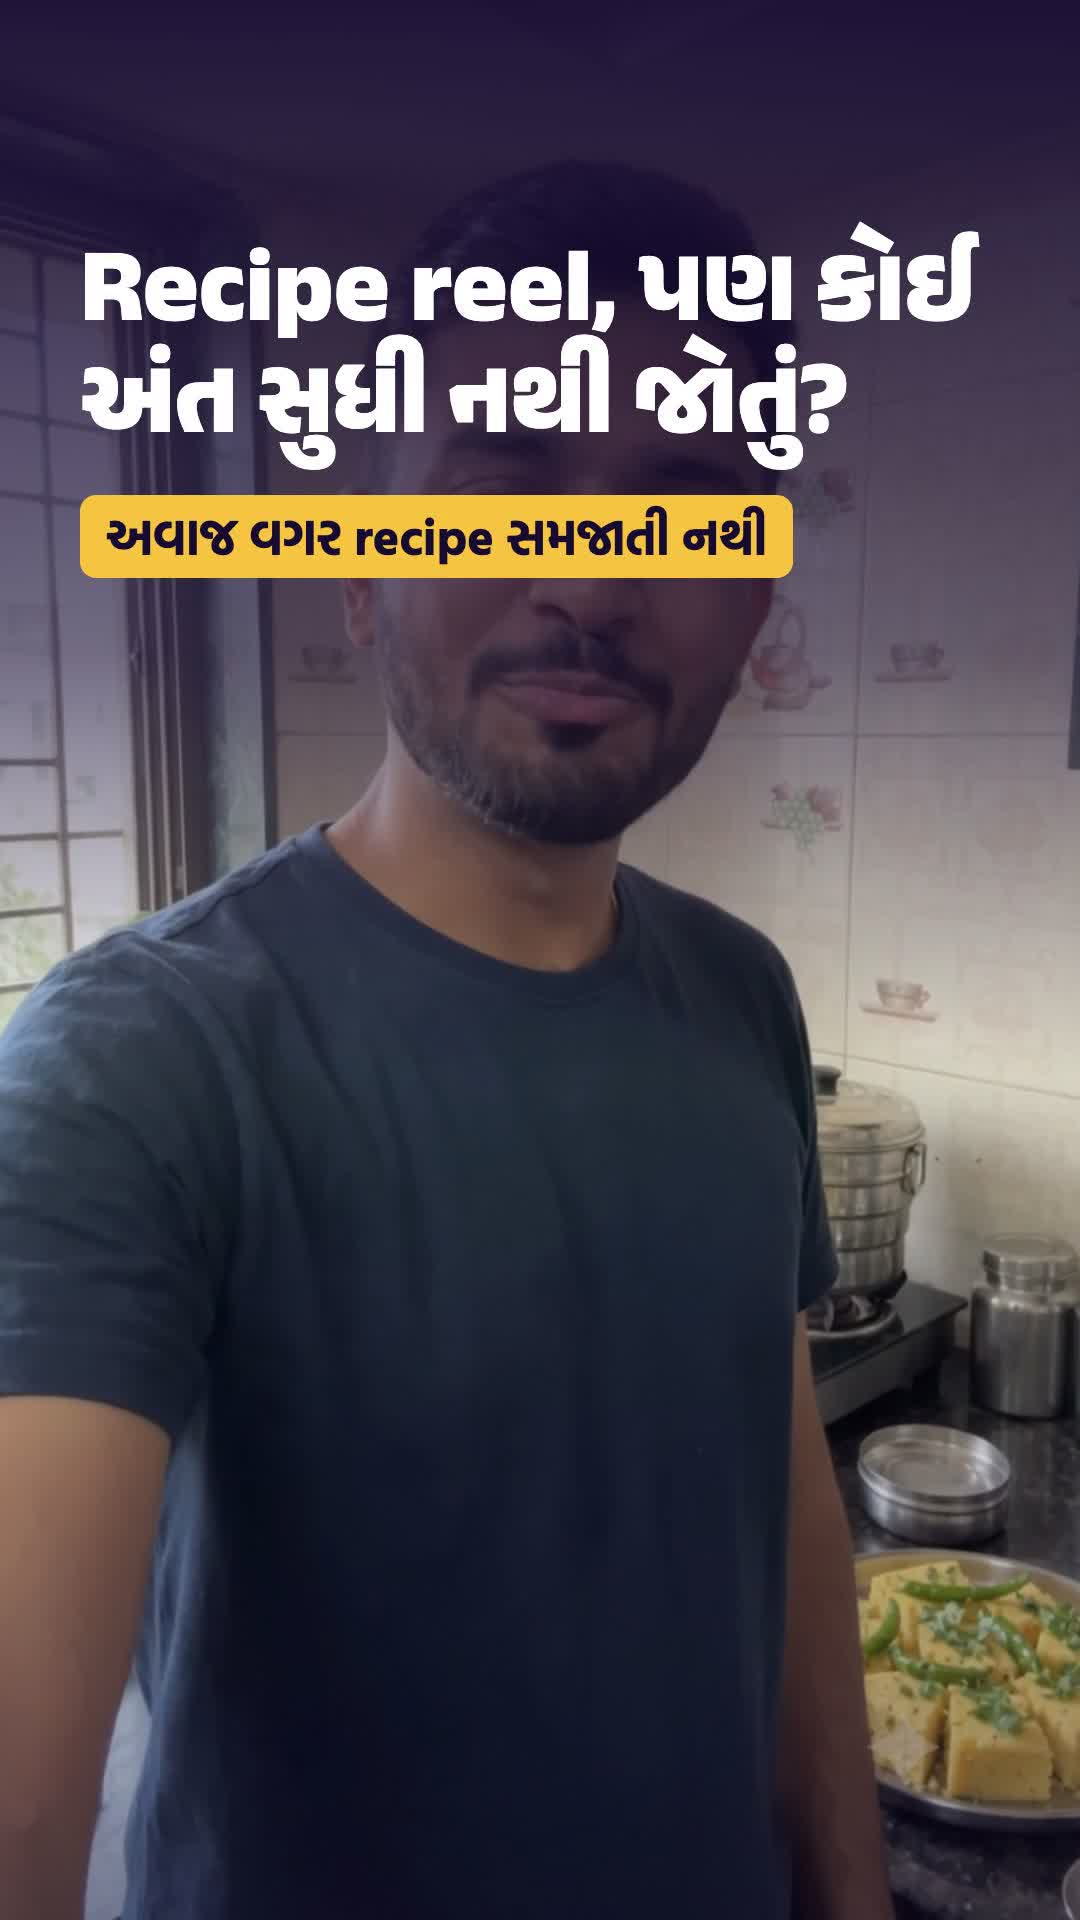 Recipe reel, પણ કોઈ
અંત સુધી નથી જોતું?
અવાજ વગર recipe સમજાતી નથી